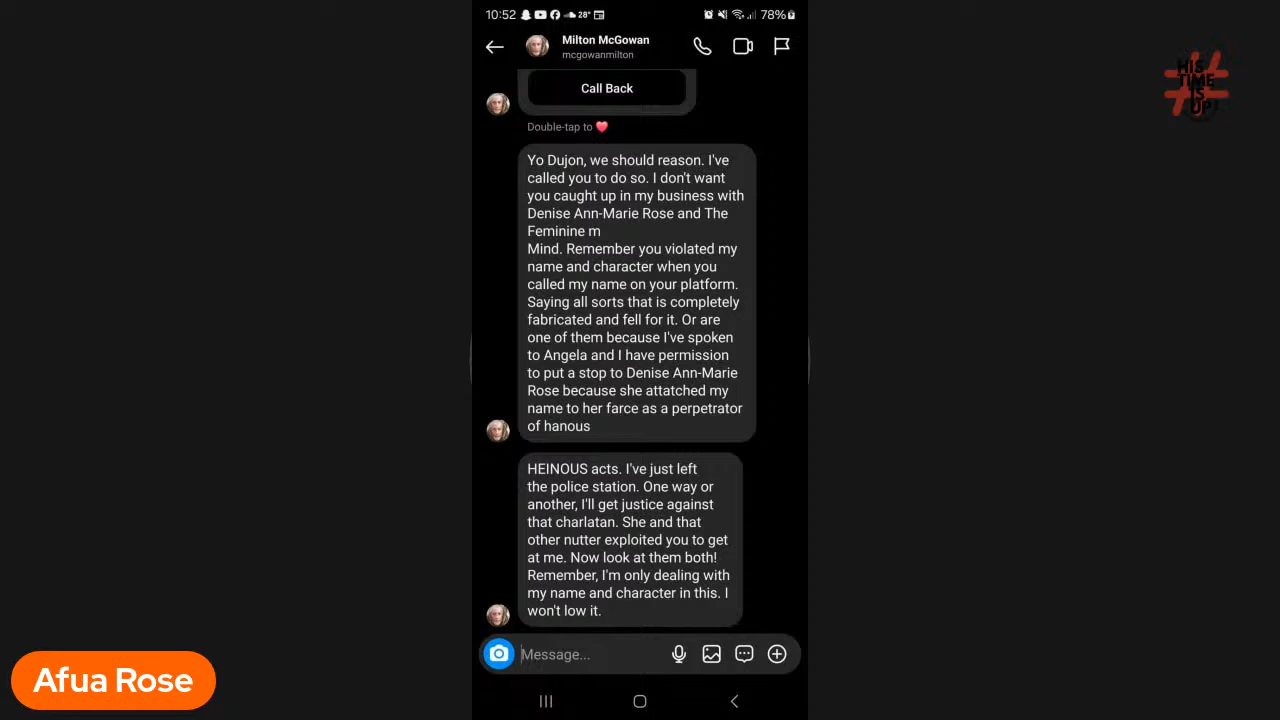 10:52
28°
78%
Milton McGowan
mcgowanmilton
Call Back
Double-tap to ❤️
Yo Dujon, we should reason. I've
called you to do so. I don't want
you caught up in my business with
Denise Ann-Marie Rose and The
Feminine m
Mind. Remember you violated my
name and character when you
called my name on your platform.
Saying all sorts that is completely
fabricated and fell for it. Or are
one of them because I've spoken
to Angela and I have permission
to put a stop to Denise Ann-Marie
Rose because she attatched my
name to her farce as a perpetrator
of hanous
HEINOUS acts. I've just left
the police station. One way or
another, I'll get justice against
that charlatan. She and that
other nutter exploited you to get
at me. Now look at them both!
Remember, I'm only dealing with
my name and character in this. I
won't low it.
Message...
HIS
TIME
IS
UP!
Afua Rose